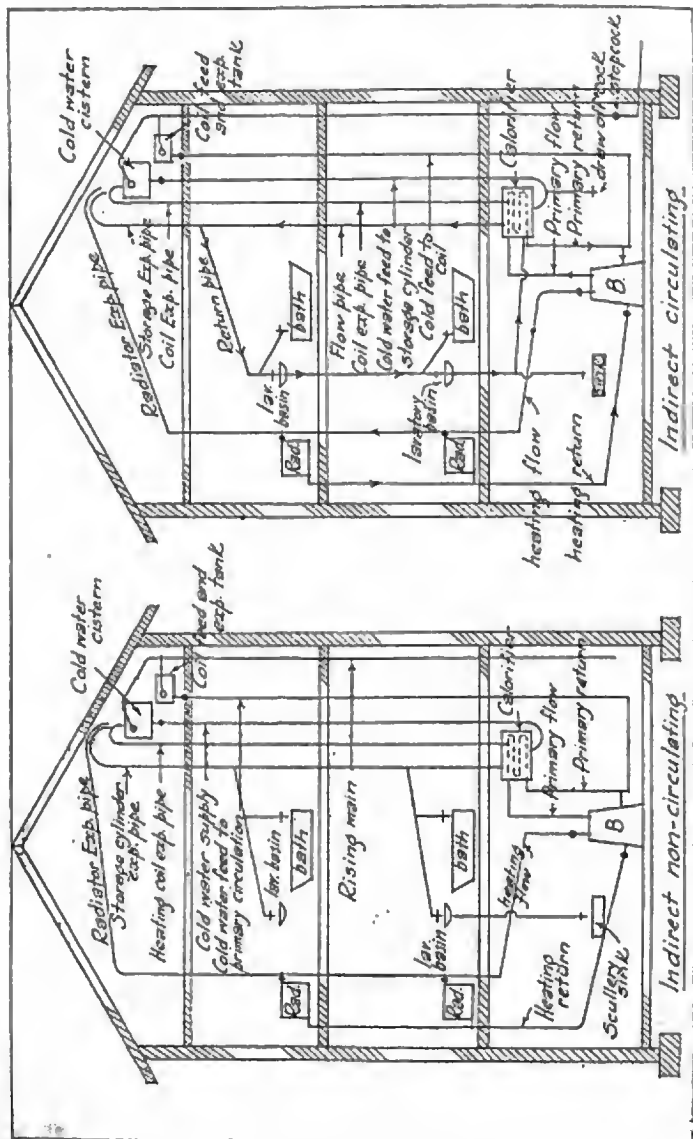 Cold water
cistern
Coil feed and
exp. tank
Radiator Exp. pipe
Storage cylinder
exp. pipe
Heating coil exp. pipe
Cold water supply
Cold water feed to
primary circulation
lav. basin
bath
Rad.
Rising main
lav.
basin
bath
Rad.
heating
flow
Calorifier
Primary flow
Primary return
B
Heating
return
Scullery
sink
Indirect non-circulating
Cold water
cistern
Coil feed
and exp.
tank
Radiator Exp. pipe
Storage Exp. pipe
Coil Exp. pipe
Return pipe
lav.
basin
bath
Rad.
Flow pipe
Coil exp. pipe
Cold water feed to
storage cylinder
Cold feed to
coil
lavatory
basin
bath
Rad.
Calorifier
Primary flow
Primary return
draw off cock
stopcock
B
sink
heating flow
heating return
Indirect circulating